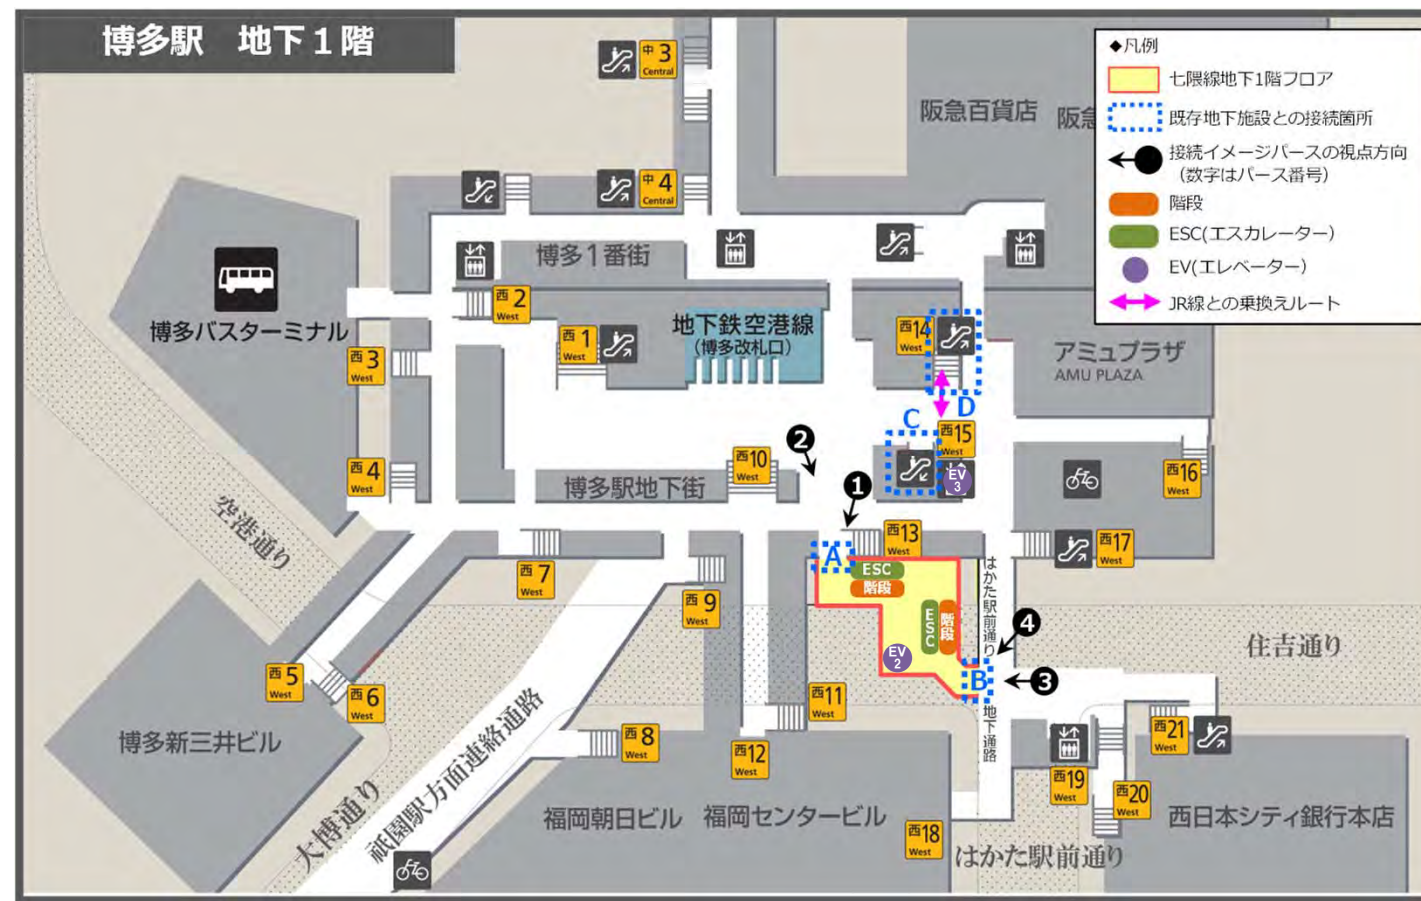 博多駅 地下1階
中3
Central
阪急百貨店
阪急
◆凡例
七隈線地下1階フロア
既存地下施設との接続箇所
接続イメージパースの視点方向
(数字はパース番号)
階段
ESC(エスカレーター)
EV(エレベーター)
JR線との乗換えルート
中4
Central
博多1番街
博多バスターミナル
西2
West
西1
West
地下鉄空港線
(博多改札口)
西14
West
アミュプラザ
AMU PLAZA
西3
West
D
C
西15
West
2
西10
West
西4
West
EV
3
西16
West
博多駅地下街
1
空港通り
西13
West
A
ESC
階段
西17
West
西7
West
西9
West
はかた駅前通り
地下通路
ESC
階段
4
住吉通り
EV
2
B
3
西5
West
西6
West
西11
West
博多新三井ビル
西8
West
西12
West
西21
West
西19
West
西20
West
大博通り
祇園駅方面連絡通路
福岡朝日ビル
福岡センタービル
西18
West
はかた駅前通り
西日本シティ銀行本店